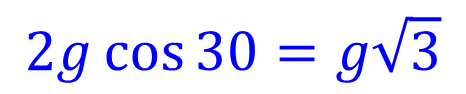 2g cos 30 = g√3